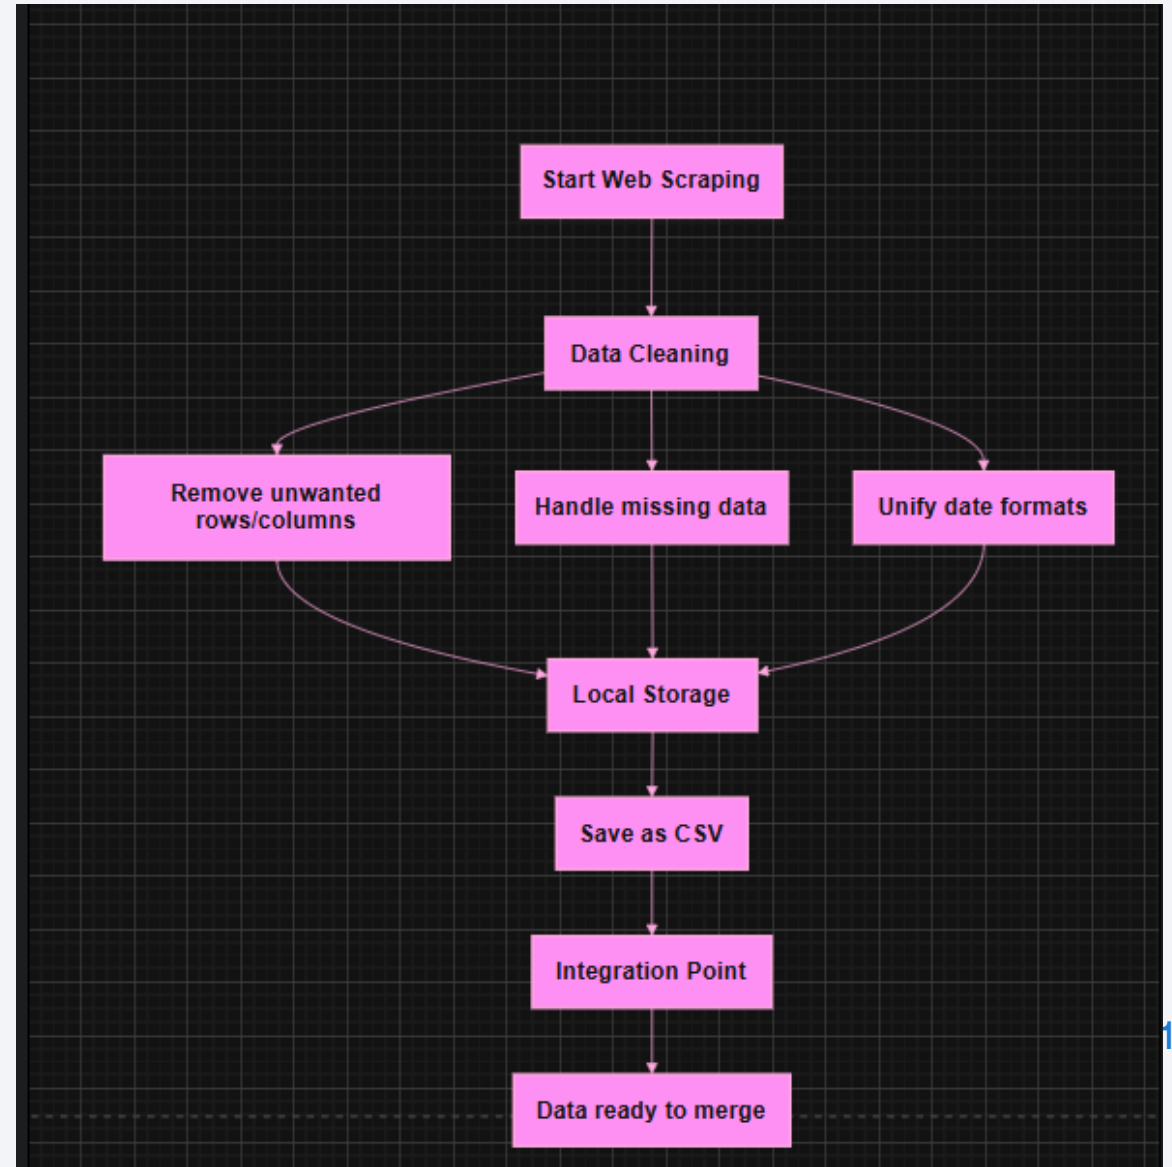 Start Web Scraping
Data Cleaning
Remove unwanted
rows/columns
Handle missing data
Unify date formats
Local Storage
Save as CSV
Integration Point
Data ready to merge
1